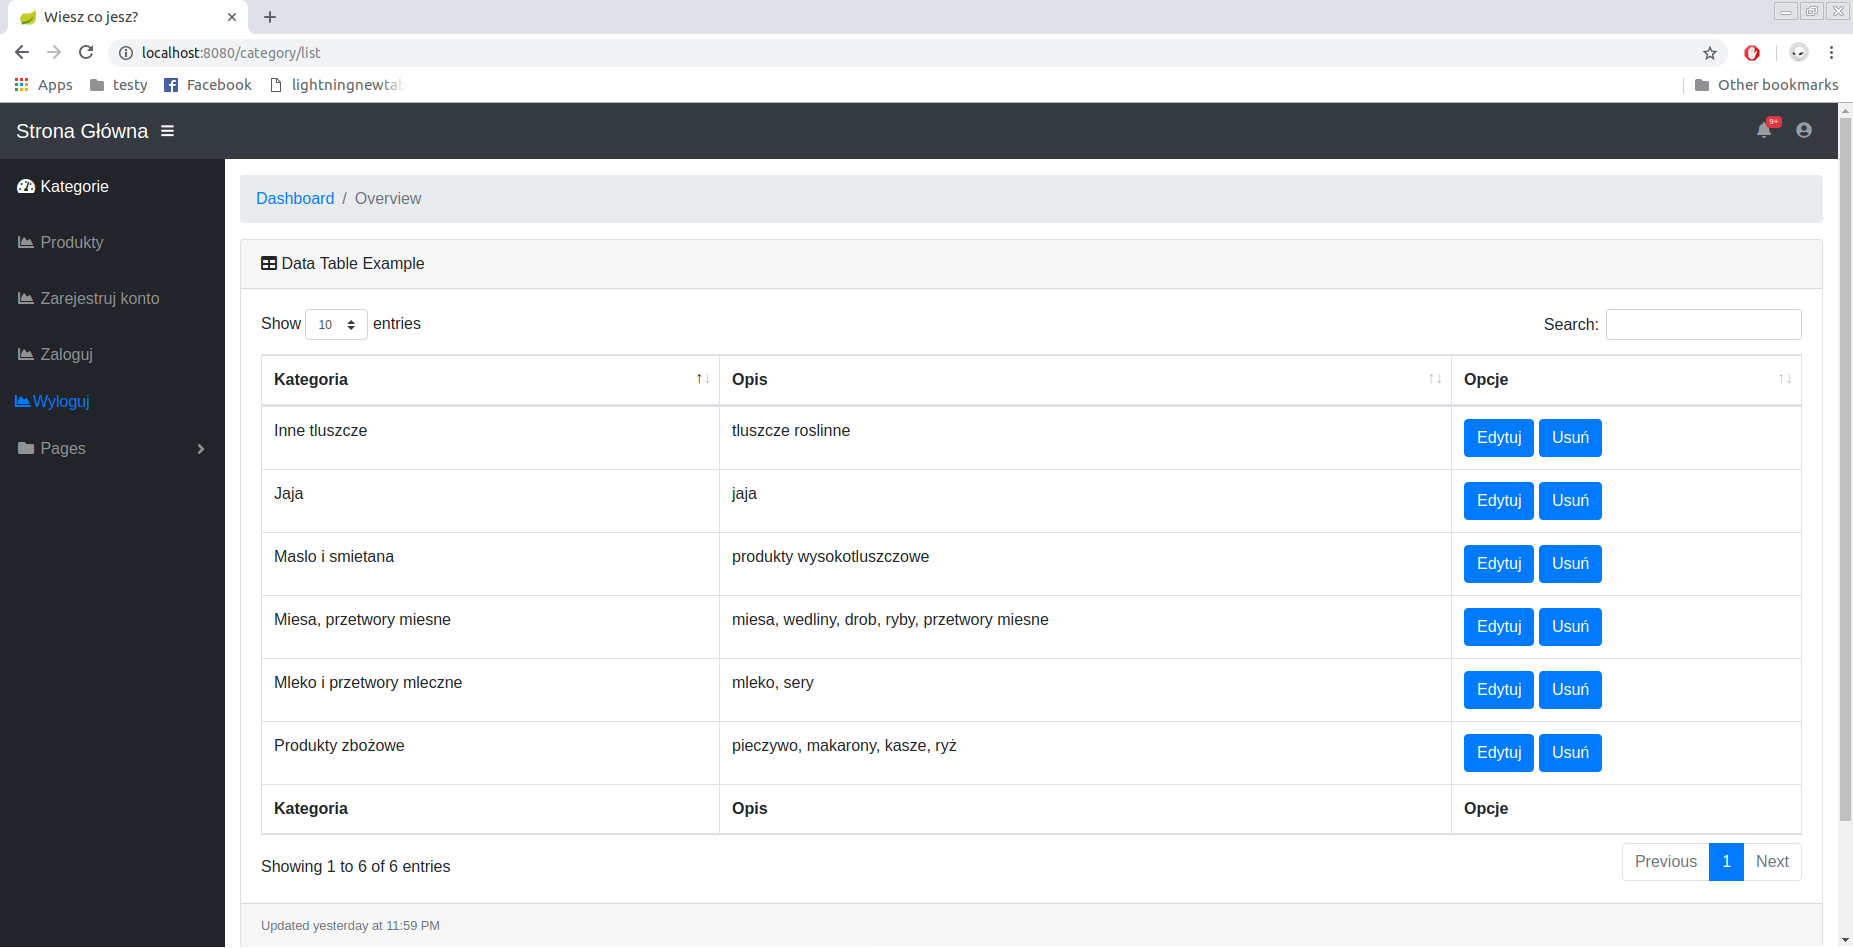 Wiesz co jesz?
localhost:8080/category/list
Apps testy Facebook lightningnewtab Other bookmarks
Strona Główna 9+
Kategorie
Produkty
Zarejestruj konto
Zaloguj
Wyloguj
Pages
Dashboard / Overview
Data Table Example
Show 10 entries Search:
Kategoria Opis Opcje
Inne tluszcze tluszcze roslinne Edytuj Usuń
Jaja jaja Edytuj Usuń
Maslo i smietana produkty wysokotluszczowe Edytuj Usuń
Miesa, przetwory miesne miesa, wedliny, drob, ryby, przetwory miesne Edytuj Usuń
Mleko i przetwory mleczne mleko, sery Edytuj Usuń
Produkty zbożowe pieczywo, makarony, kasze, ryż Edytuj Usuń
Kategoria Opis Opcje
Showing 1 to 6 of 6 entries Previous 1 Next
Updated yesterday at 11:59 PM